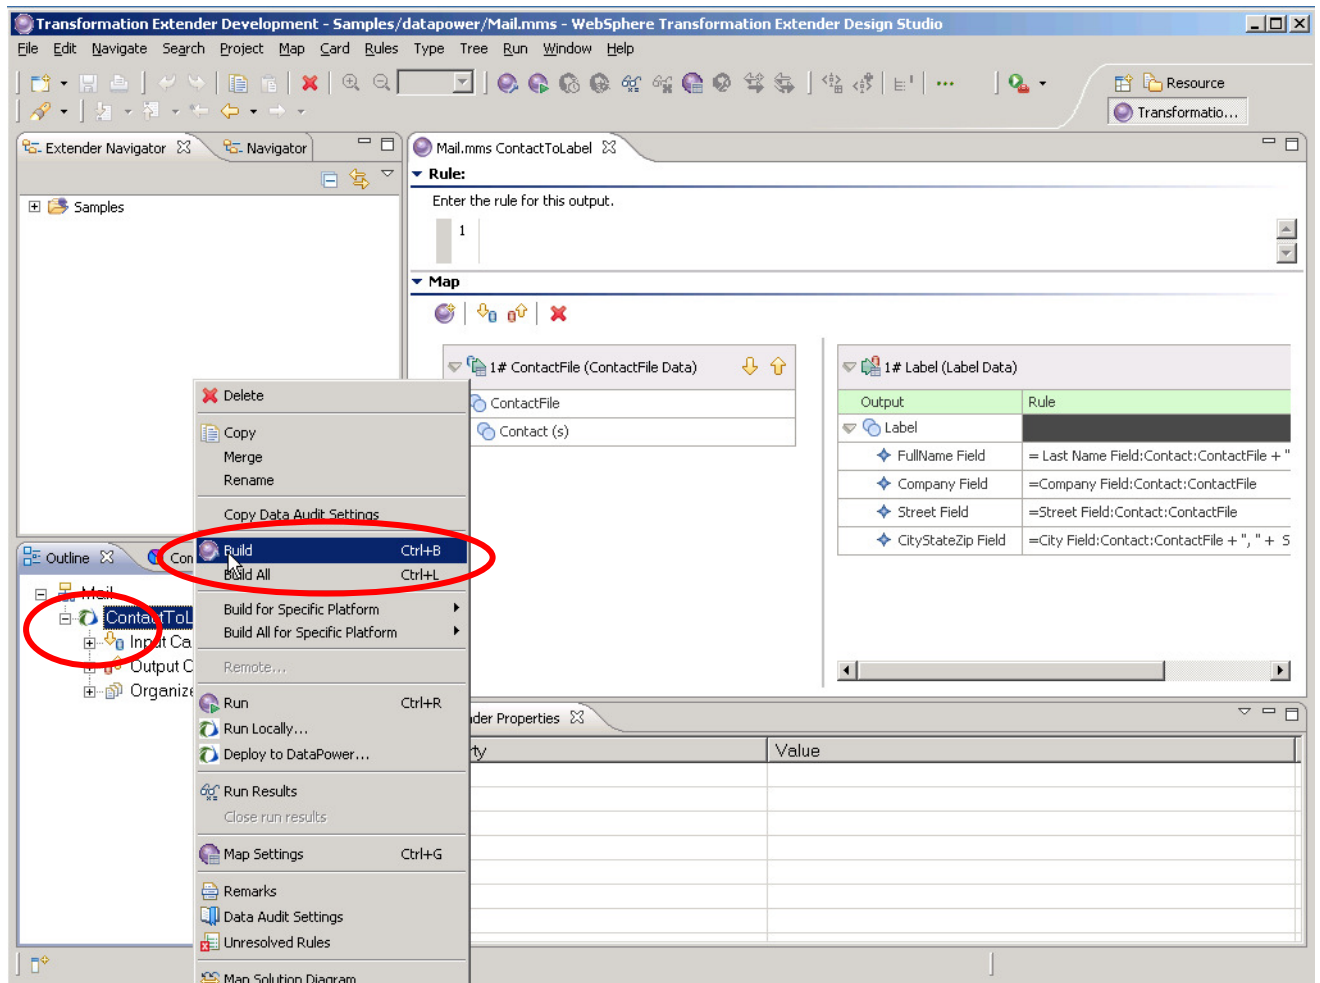 Transformation Extender Development - Samples/datapower/Mail.mms - WebSphere Transformation Extender Design Studio
File Edit Navigate Search Project Map Card Rules Type Tree Run Window Help
Resource
Transformatio...
Extender Navigator
Navigator
Samples
Mail.mms ContactToLabel
Rule:
Enter the rule for this output.
1
Map
1# ContactFile (ContactFile Data)
ContactFile
Contact (s)
1# Label (Label Data)
Output Rule
Label
FullName Field = Last Name Field:Contact:ContactFile + "
Company Field =Company Field:Contact:ContactFile
Street Field =Street Field:Contact:ContactFile
CityStateZip Field =City Field:Contact:ContactFile + ", " + S
Outline
Con
Mail
ContactToL
Input Ca
Output C
Organize
Delete
Copy
Merge
Rename
Copy Data Audit Settings
Build Ctrl+B
Build All Ctrl+L
Build for Specific Platform
Build All for Specific Platform
Remote...
Run Ctrl+R
Run Locally...
Deploy to DataPower...
Run Results
Close run results
Map Settings Ctrl+G
Remarks
Data Audit Settings
Unresolved Rules
Map Solution Diagram
der Properties
ty Value